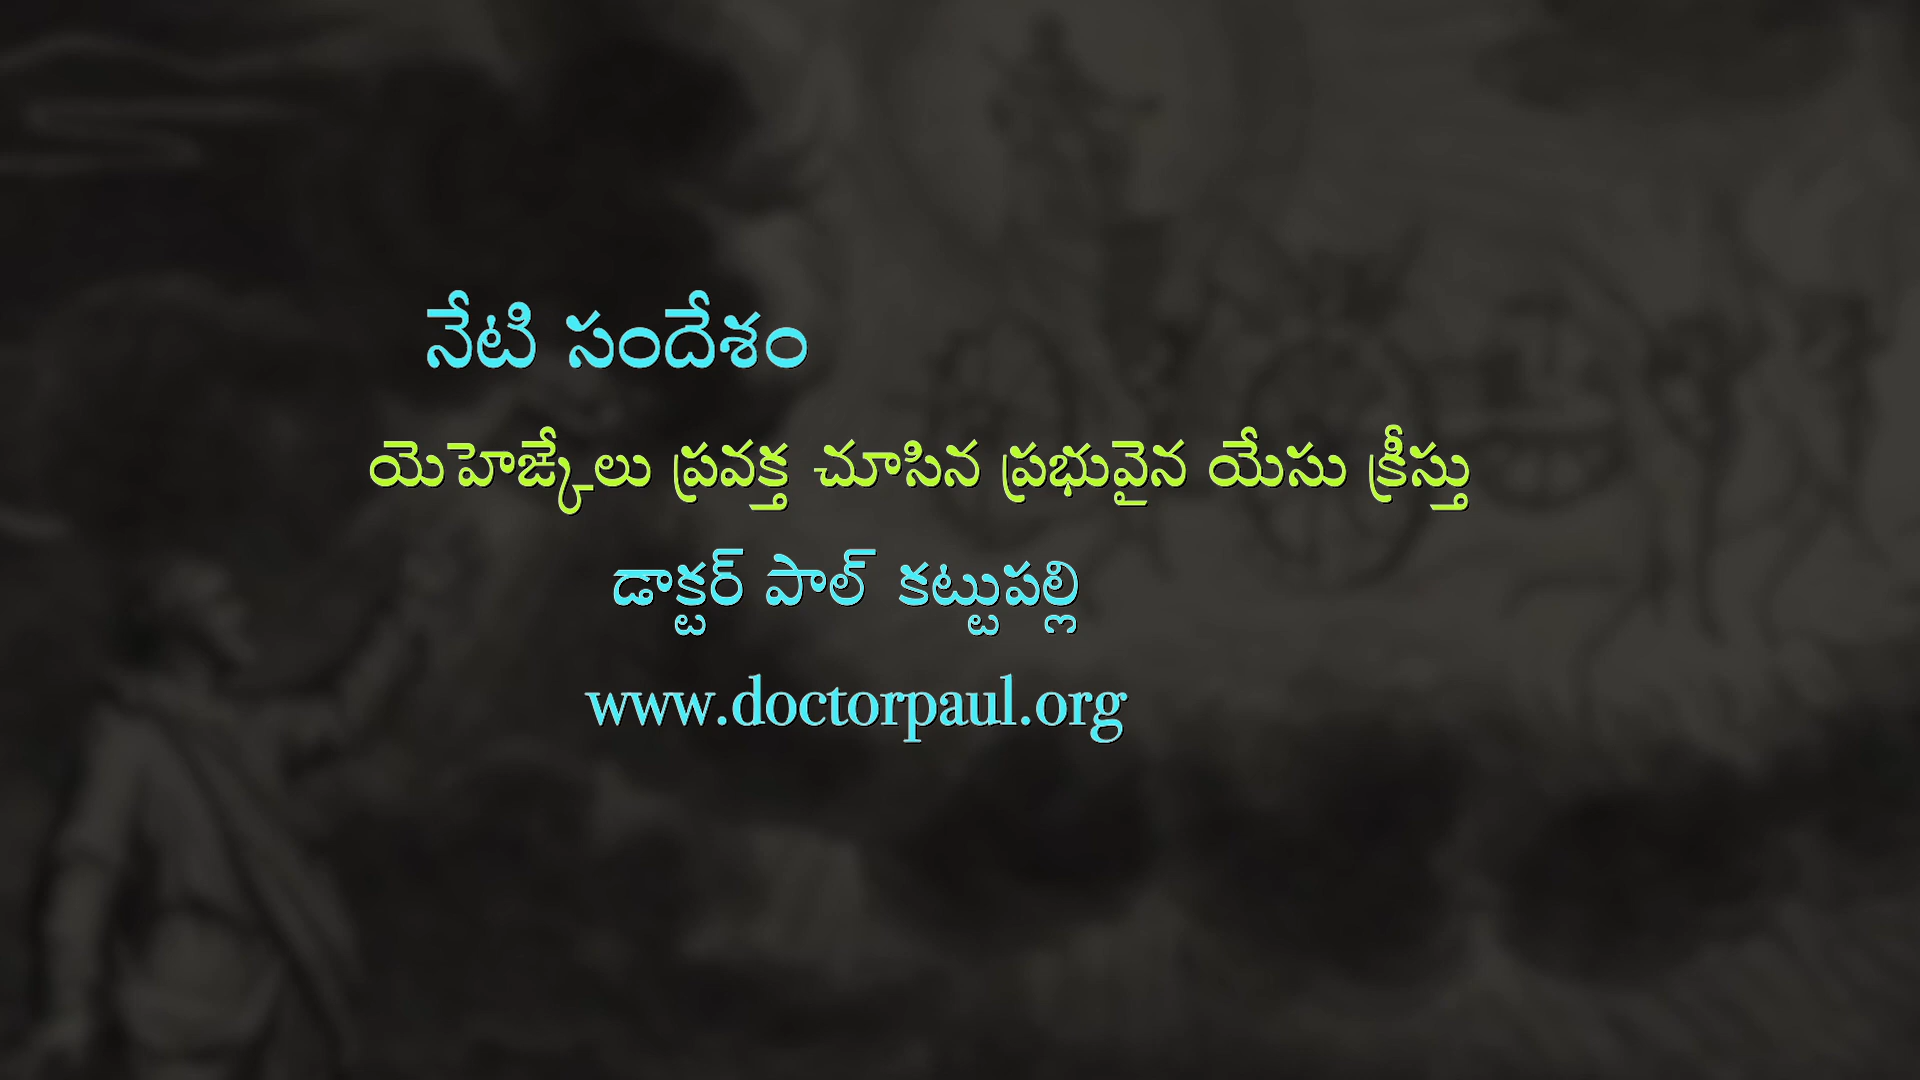 నేటి సందేశం
యెహెఙ్కేలు ప్రవక్త చూసిన ప్రభువైన యేసు క్రీస్తు
డాక్టర్ పాల్ కట్టుపల్లి
www.doctorpaul.org